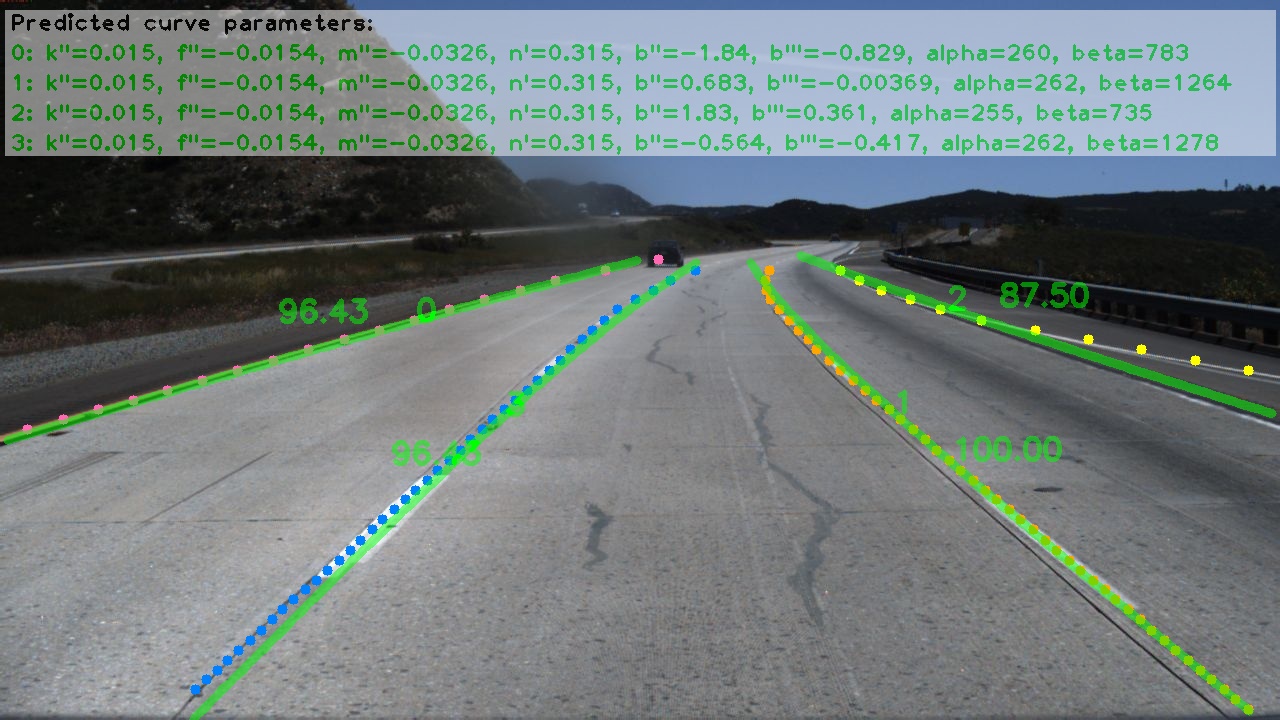 Predicted curve parameters:
0: k''=0.015, f''=-0.0154, m''=-0.0326, n'=0.315, b''=-1.84, b'''=-0.829, alpha=260, beta=783
1: k''=0.015, f''=-0.0154, m''=-0.0326, n'=0.315, b''=0.683, b'''=-0.00369, alpha=262, beta=1264
2: k''=0.015, f''=-0.0154, m''=-0.0326, n'=0.315, b''=1.83, b'''=0.361, alpha=255, beta=735
3: k''=0.015, f''=-0.0154, m''=-0.0326, n'=0.315, b''=-0.564, b'''=-0.417, alpha=262, beta=1278
96.43 0
2 87.50
1
100.00